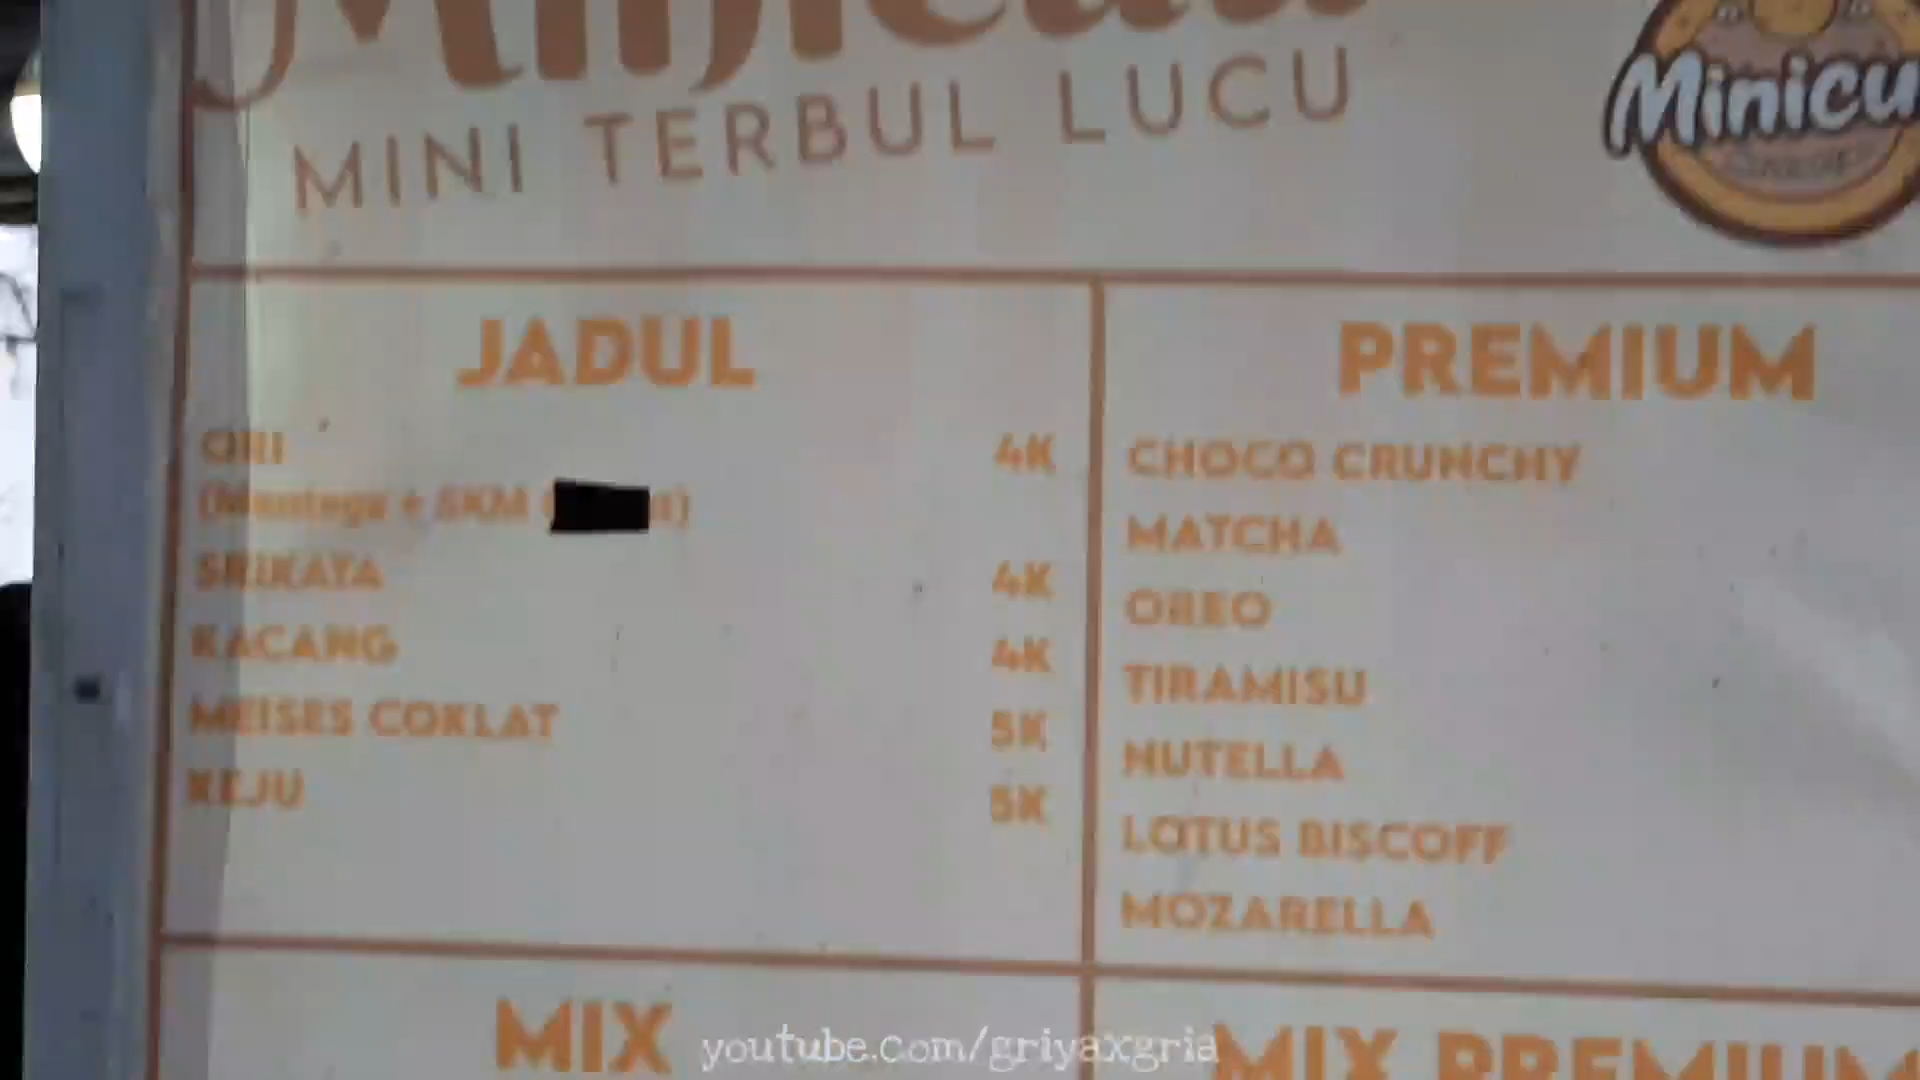 MINI TERBUL LUCU
JADUL
ORI 4K
(Mentega + SKM
SRIKAYA 4K
KACANG 4K
MEISES COKLAT 5K
KEJU 5K
PREMIUM
CHOCO CRUNCHY
MATCHA
OREO
TIRAMISU
NUTELLA
LOTUS BISCOFF
MOZARELLA
MIX
MIX PREMIUM
youtube.com/griyaxgria